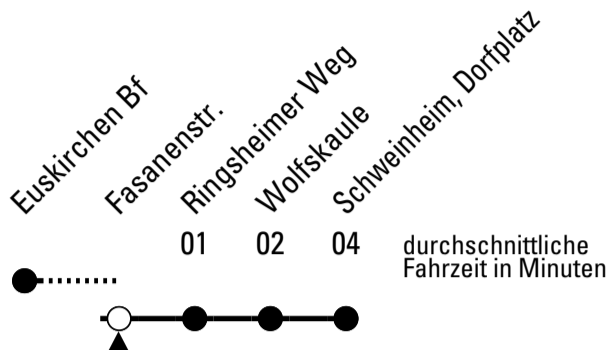 Euskirchen Bf
Fasanenstr.
Ringsheimer Weg
Wolfskaule
Schweinheim, Dorfplatz
01 02 04
durchschnittliche
Fahrzeit in Minuten